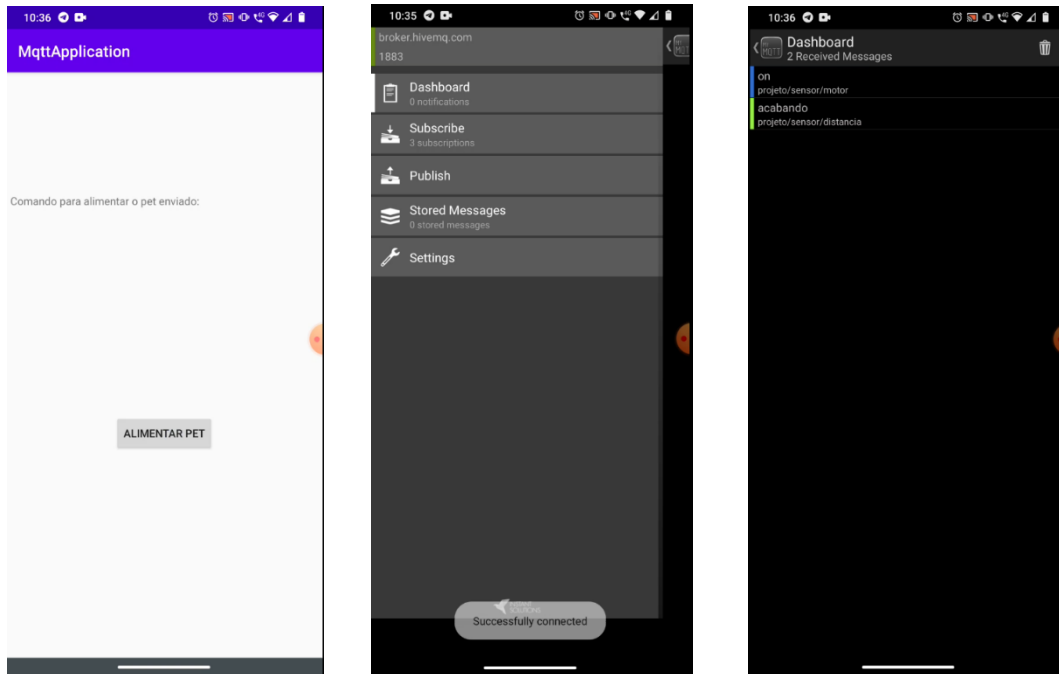 10:36
MqttApplication
Comando para alimentar o pet enviado:
ALIMENTAR PET
10:35
broker.hivemq.com
1883
Dashboard
0 notifications
Subscribe
3 subscriptions
Publish
Stored Messages
0 stored messages
Settings
SOLUTIONS
Successfully connected
10:36
Dashboard
2 Received Messages
on
projeto/sensor/motor
acabando
projeto/sensor/distancia